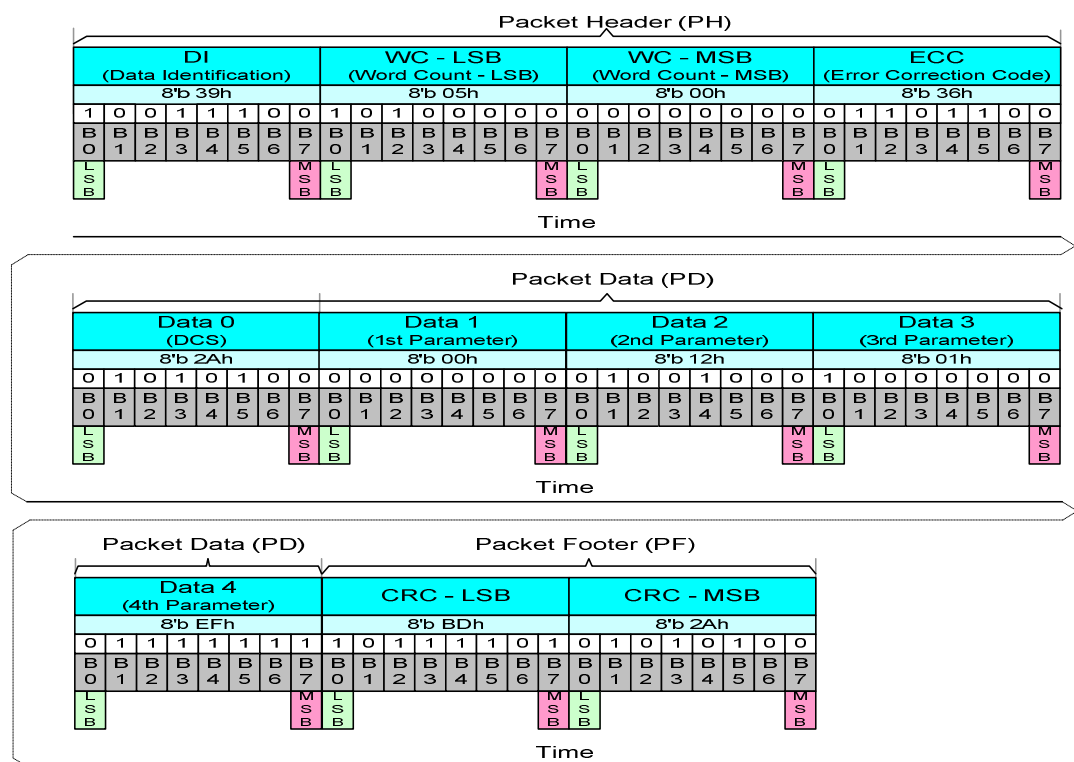 Packet Header (PH)
DI WC - LSB WC - MSB ECC
(Data Identification) (Word Count - LSB) (Word Count - MSB) (Error Correction Code)
8'b 39h 8'b 05h 8'b 00h 8'b 36h
1 0 0 1 1 1 0 0 1 0 1 0 0 0 0 0 0 0 0 0 0 0 0 0 0 1 1 0 1 1 0 0
B0 B1 B2 B3 B4 B5 B6 B7 B0 B1 B2 B3 B4 B5 B6 B7 B0 B1 B2 B3 B4 B5 B6 B7 B0 B1 B2 B3 B4 B5 B6 B7
LSB MSB LSB MSB LSB MSB LSB MSB
Time
Packet Data (PD)
Data 0 Data 1 Data 2 Data 3
(DCS) (1st Parameter) (2nd Parameter) (3rd Parameter)
8'b 2Ah 8'b 00h 8'b 12h 8'b 01h
0 1 0 1 0 1 0 0 0 0 0 0 0 0 0 0 0 1 0 0 1 0 0 0 1 0 0 0 0 0 0 0
B0 B1 B2 B3 B4 B5 B6 B7 B0 B1 B2 B3 B4 B5 B6 B7 B0 B1 B2 B3 B4 B5 B6 B7 B0 B1 B2 B3 B4 B5 B6 B7
LSB MSB LSB MSB LSB MSB LSB MSB
Time
Packet Data (PD) Packet Footer (PF)
Data 4 CRC - LSB CRC - MSB
(4th Parameter)
8'b EFh 8'b BDh 8'b 2Ah
0 1 1 1 1 1 1 1 1 0 1 1 1 1 0 1 0 1 0 1 0 1 0 0
B0 B1 B2 B3 B4 B5 B6 B7 B0 B1 B2 B3 B4 B5 B6 B7 B0 B1 B2 B3 B4 B5 B6 B7
LSB MSB LSB MSB LSB MSB
Time